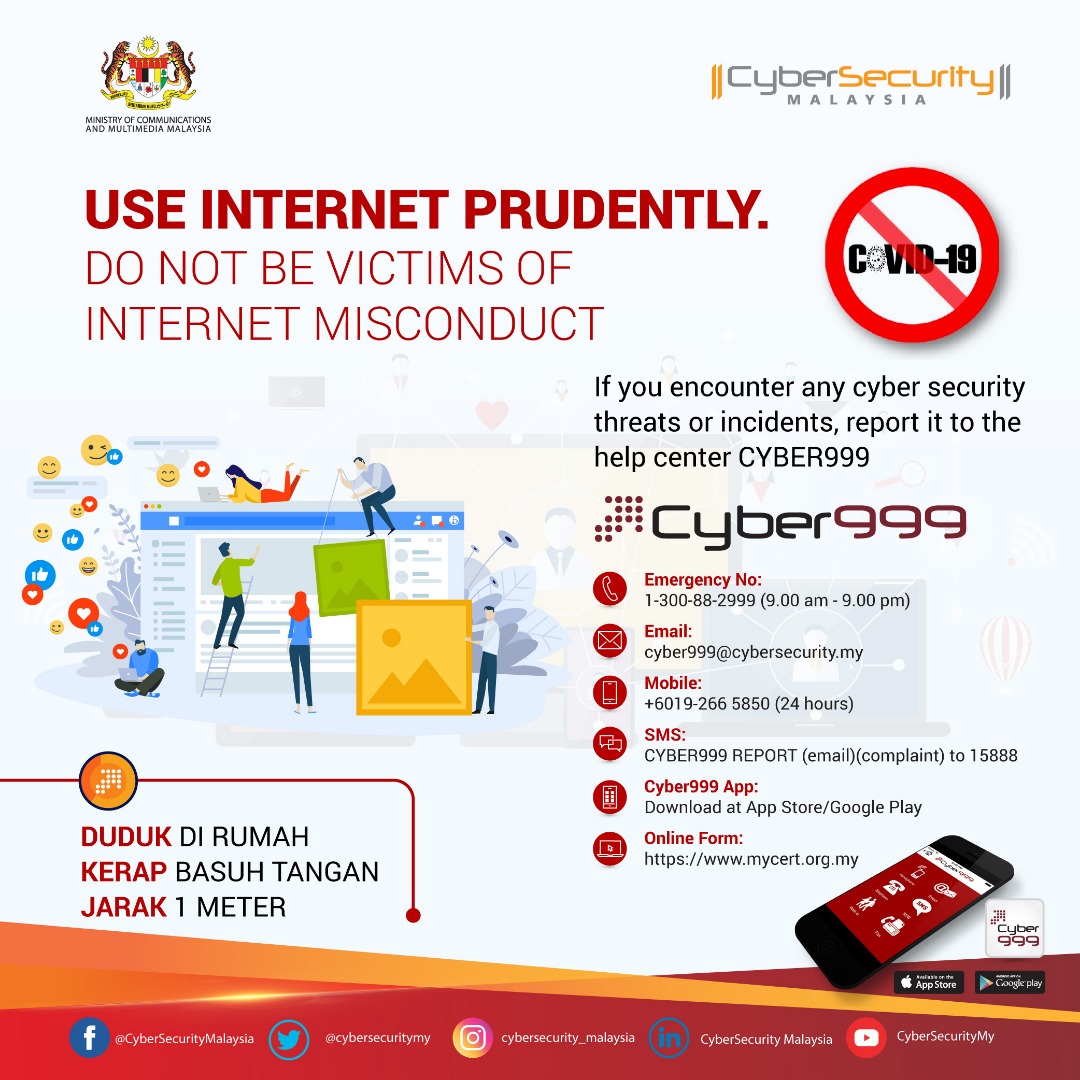 MINISTRY OF COMMUNICATIONS
AND MULTIMEDIA MALAYSIA
CyberSecurity
MALAYSIA
USE INTERNET PRUDENTLY.
DO NOT BE VICTIMS OF
INTERNET MISCONDUCT
COVID-19
If you encounter any cyber security
threats or incidents, report it to the
help center CYBER999
Cyber999
Emergency No:
1-300-88-2999 (9.00 am - 9.00 pm)
Email:
cyber999@cybersecurity.my
Mobile:
+6019-266 5850 (24 hours)
SMS:
CYBER999 REPORT (email)(complaint) to 15888
Cyber999 App:
Download at App Store/Google Play
Online Form:
https://www.mycert.org.my
DUDUK DI RUMAH
KERAP BASUH TANGAN
JARAK 1 METER
Cyber999
SMS
Cyber
999
Available on the
App Store
ANDROID APP ON
Google play
@CyberSecurityMalaysia
@cybersecuritymy
cybersecurity_malaysia
CyberSecurity Malaysia
CyberSecurityMy